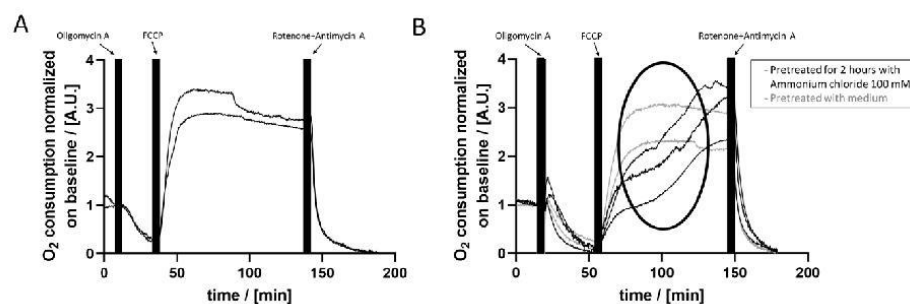 A
Oligomycin A
FCCP
Rotenone+Antimycin A
O2 consumption normalized
on baseline / [A.U.]
4
3
2
1
0
0 50 100 150 200
time / [min]
B
Oligomycin A
FCCP
Rotenone+Antimycin A
O2 consumption normalized
on baseline / [A.U.]
4
3
2
1
0
0 50 100 150 200
time / [min]
- Pretreated for 2 hours with
Ammonium chloride 100 mM
- Pretreated with medium